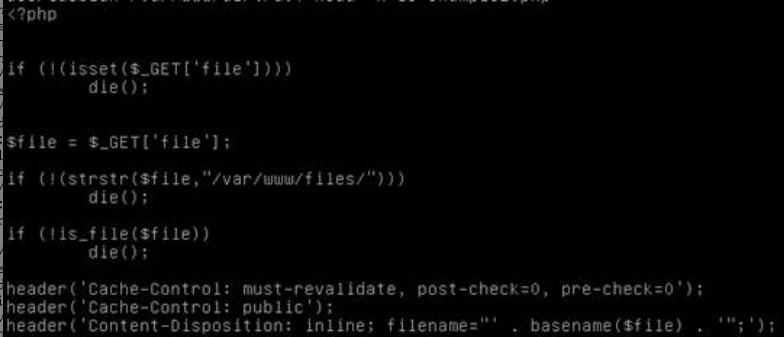 <?php
if (!(isset($_GET['file'])))
die();
$file = $_GET['file'];
if (!(strstr($file,"/var/www/files/")))
die();
if (!is_file($file))
die();
header('Cache-Control: must-revalidate, post-check=0, pre-check=0');
header('Cache-Control: public');
header('Content-Disposition: inline; filename="' . basename($file) . '";');